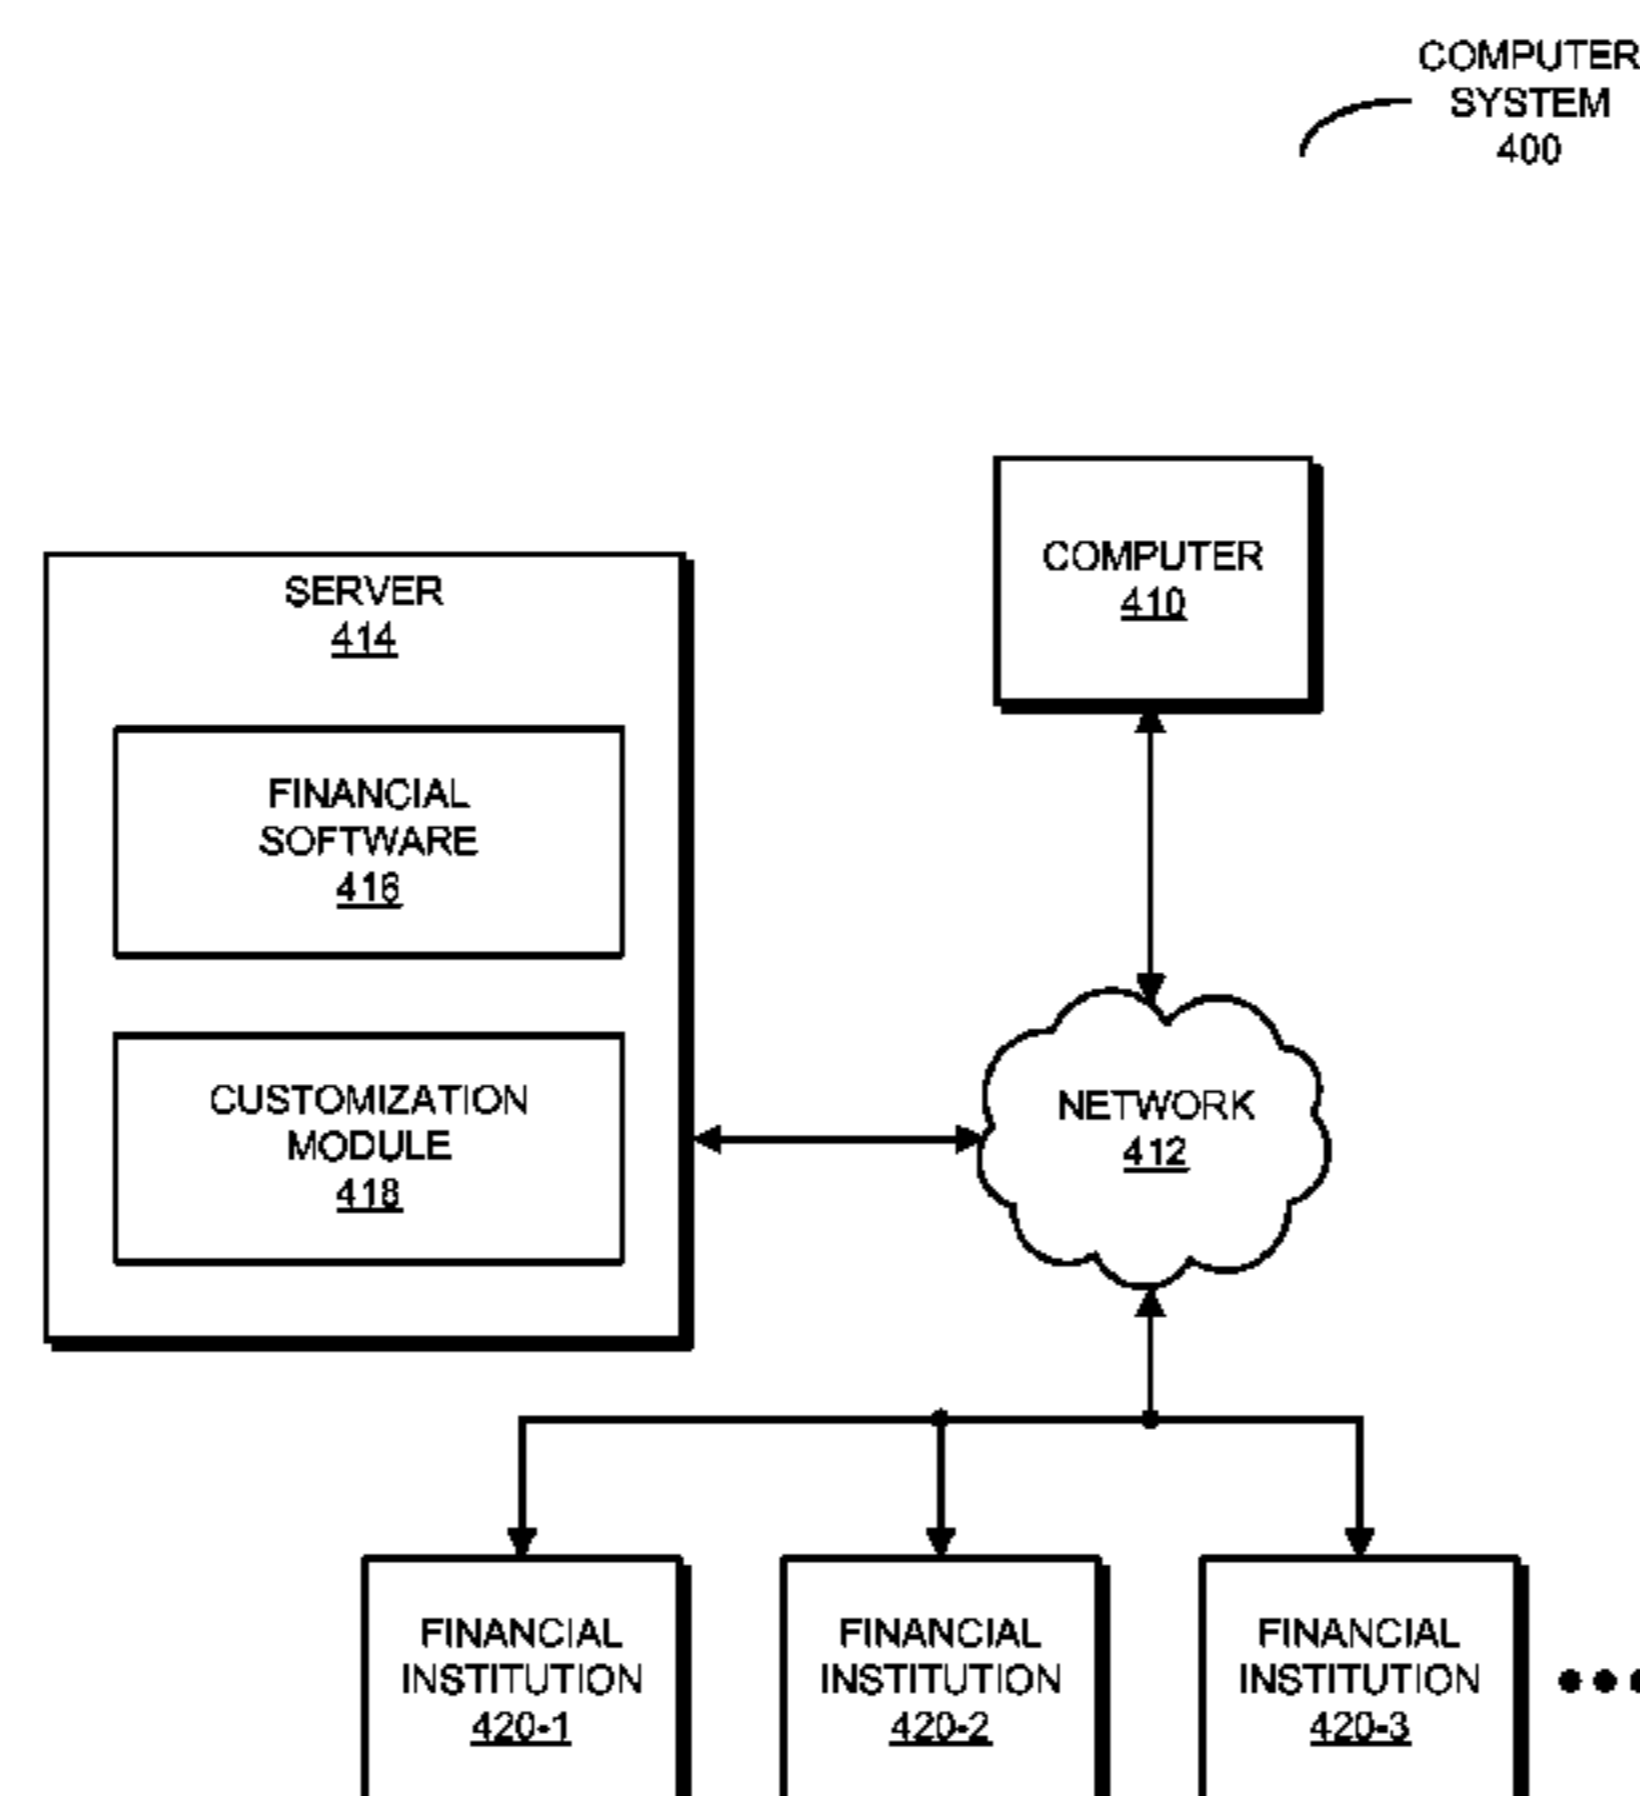 COMPUTER
SYSTEM
400
COMPUTER
410
SERVER
414
FINANCIAL
SOFTWARE
416
CUSTOMIZATION
MODULE
418
NETWORK
412
FINANCIAL
INSTITUTION
420-1
FINANCIAL
INSTITUTION
420-2
FINANCIAL
INSTITUTION
420-3